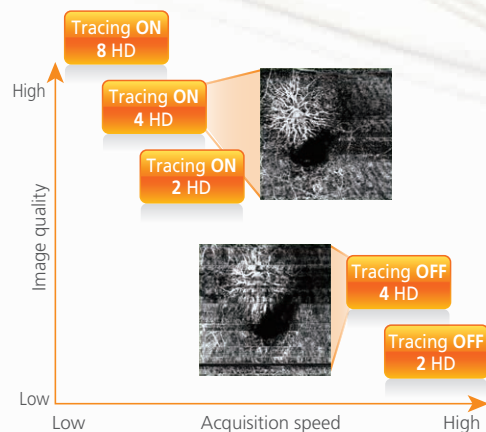 Tracing ON
8 HD
High
Tracing ON
4 HD
Tracing ON
2 HD
Image quality
Tracing OFF
4 HD
Tracing OFF
2 HD
Low
Low
Acquisition speed
High